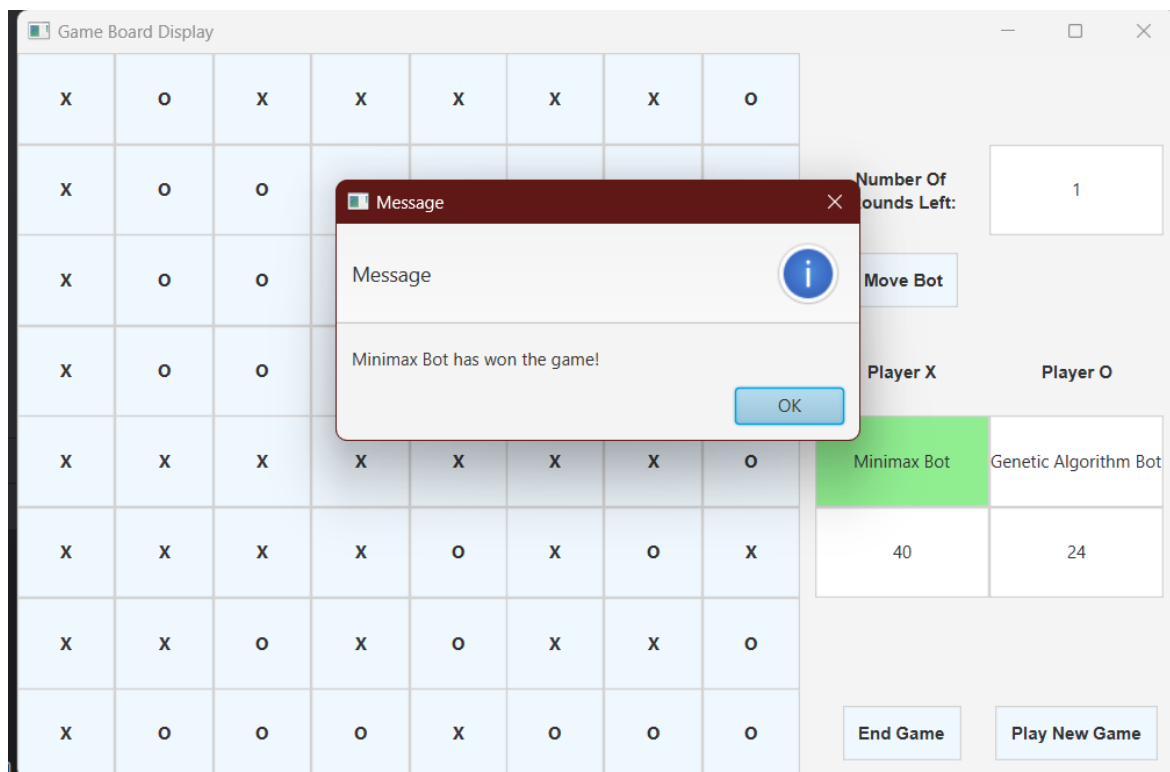 Game Board Display
X O X X X X X O
X O O
Number Of
ounds Left:
1
Message
X O O
Message
Move Bot
X O O
Minimax Bot has won the game!
OK
Player X Player O
X X X X X X X O
Minimax Bot Genetic Algorithm Bot
X X X X O X O X
40 24
X X O X O X X O
X O O O X O O O
End Game Play New Game